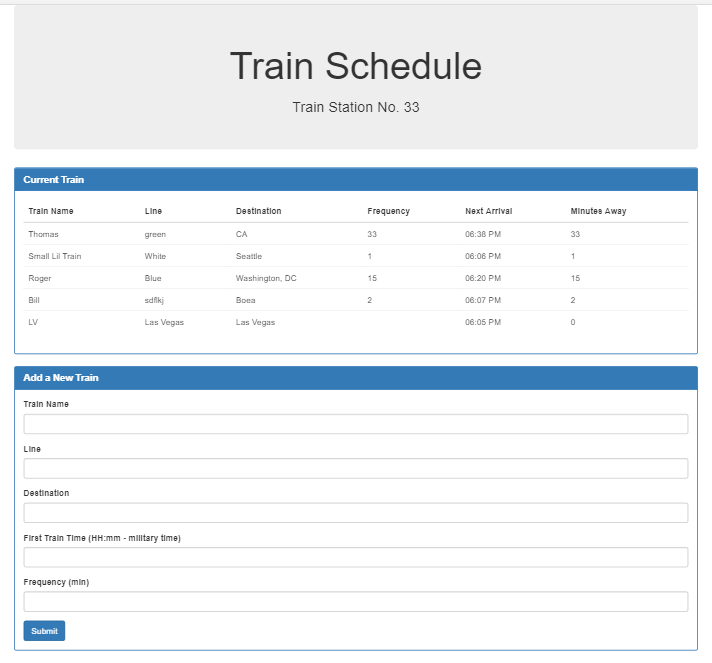 Train Schedule
Train Station No. 33
Current Train
Train Name Line Destination Frequency Next Arrival Minutes Away
Thomas green CA 33 06:38 PM 33
Small Lil Train White Seattle 1 06:06 PM 1
Roger Blue Washington, DC 15 06:20 PM 15
Bill sdflkj Boea 2 06:07 PM 2
LV Las Vegas Las Vegas 06:05 PM 0
Add a New Train
Train Name
Line
Destination
First Train Time (HH:mm - military time)
Frequency (min)
Submit